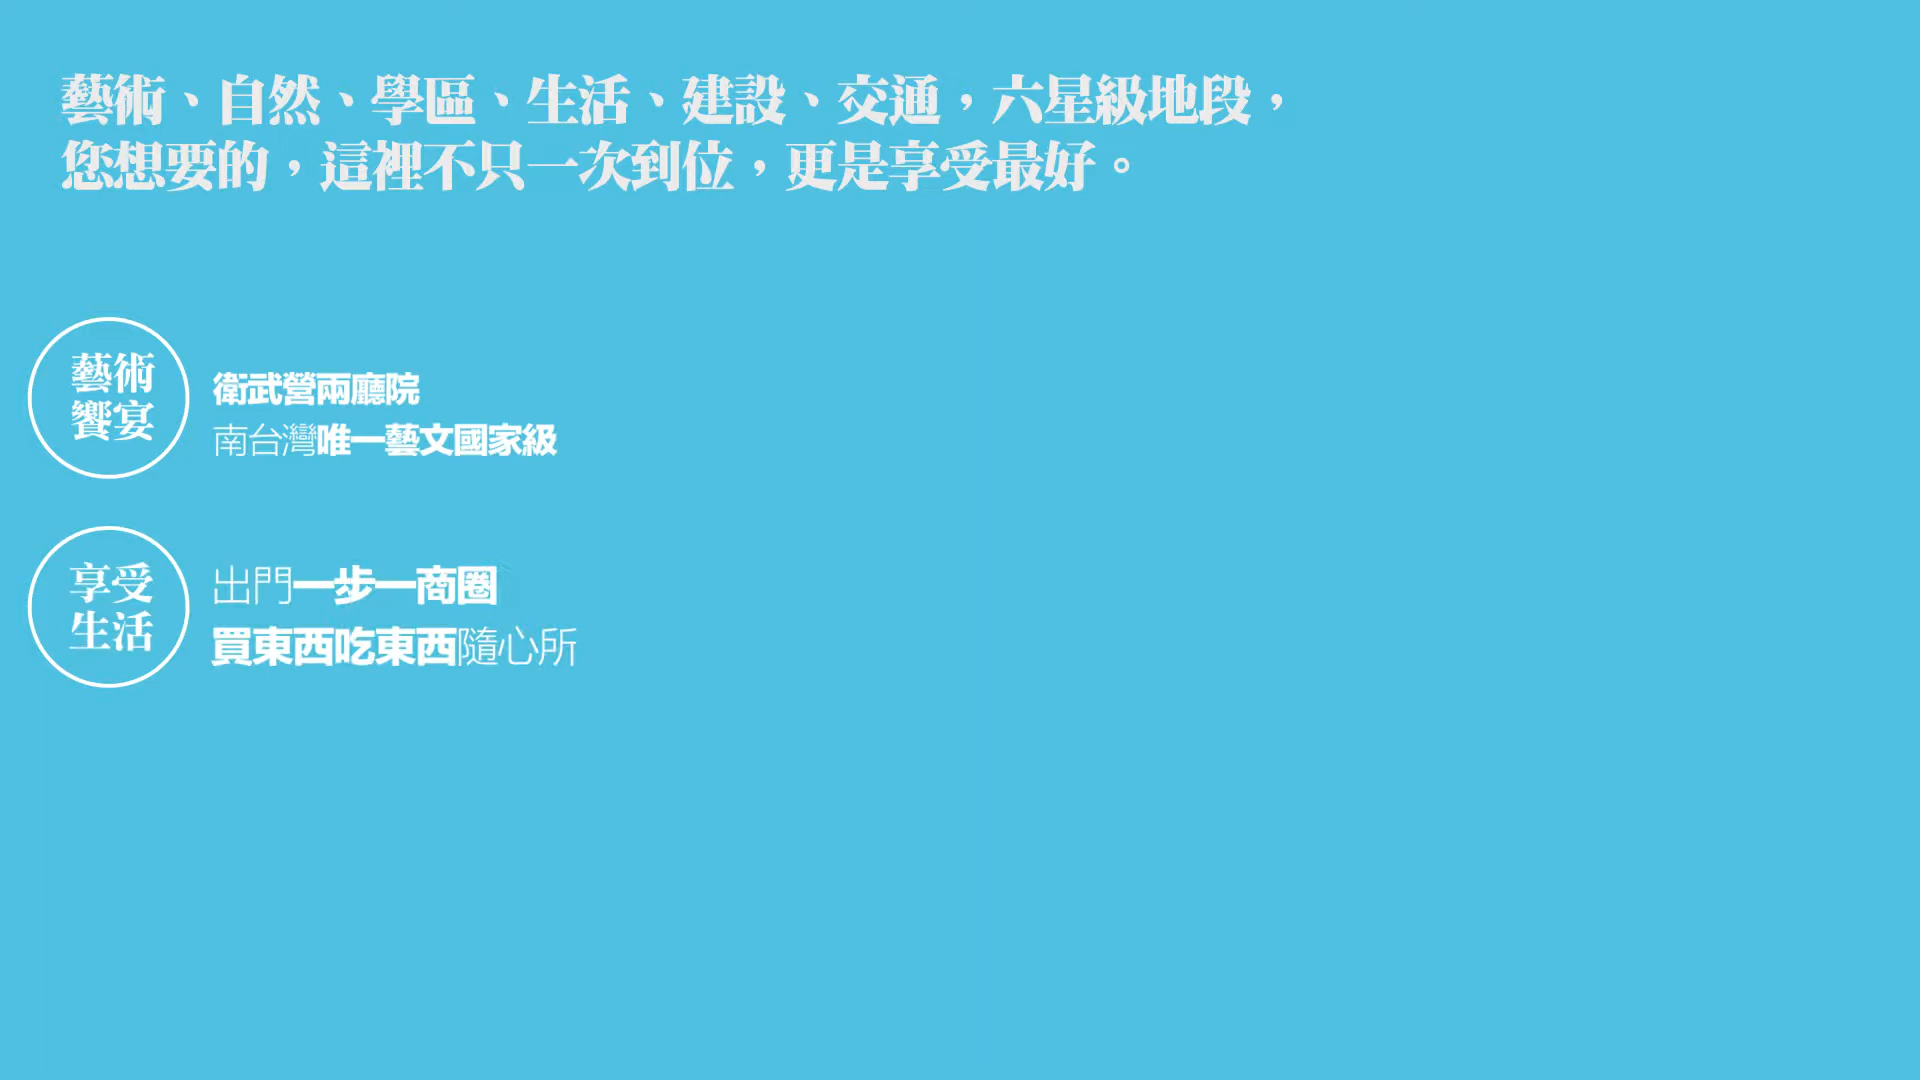 藝術、自然、學區、生活、建設、交通，六星級地段，
您想要的，這裡不只一次到位，更是享受最好。
藝術
饗宴
衛武營兩廳院
南台灣唯一藝文國家級
享受
生活
出門一步一商圈
買東西吃東西隨心所